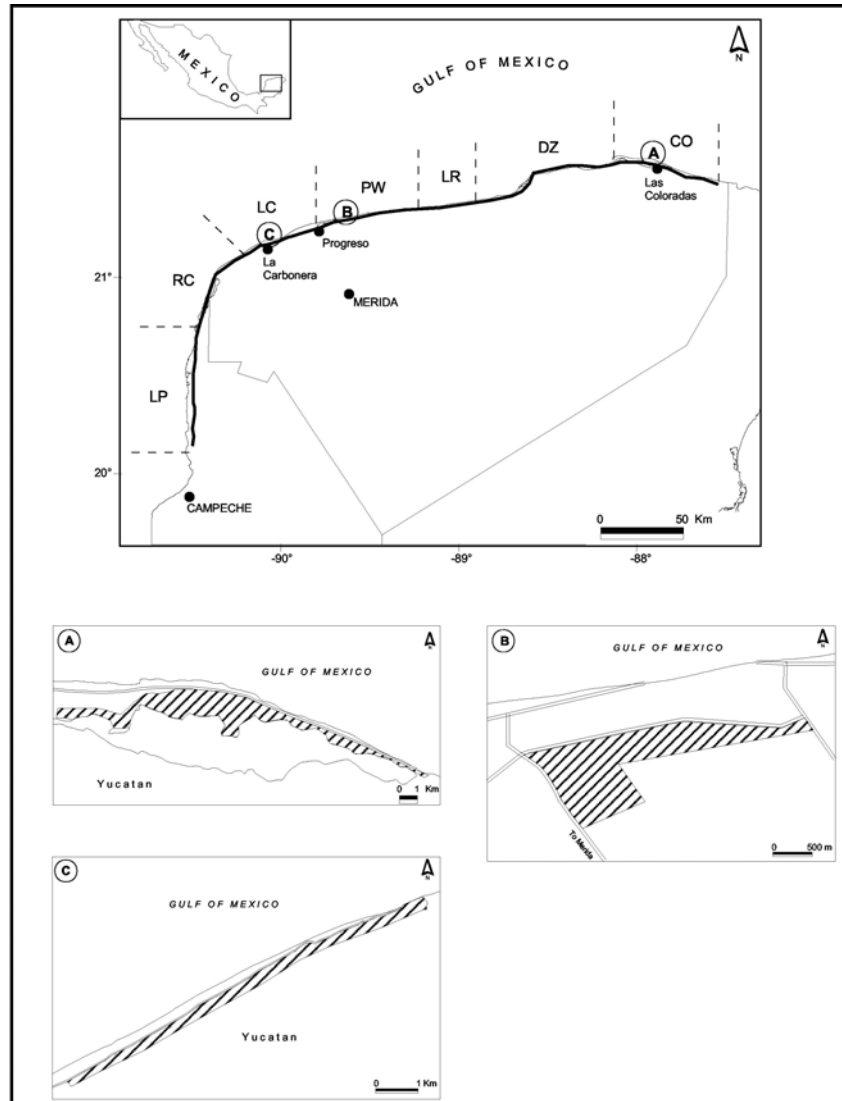 MEXICO
GULF OF MEXICO
N
DZ
CO
A
Las
Coloradas
LR
PW
B
LC
C
Progreso
La
Carbonera
RC
MERIDA
21°
LP
20°
CAMPECHE
0 50 Km
-90° -89° -88°
A
GULF OF MEXICO
N
Yucatan
0 1 Km
B
GULF OF MEXICO
N
To Merida
0 500 m
C
GULF OF MEXICO
N
Yucatan
0 1 Km